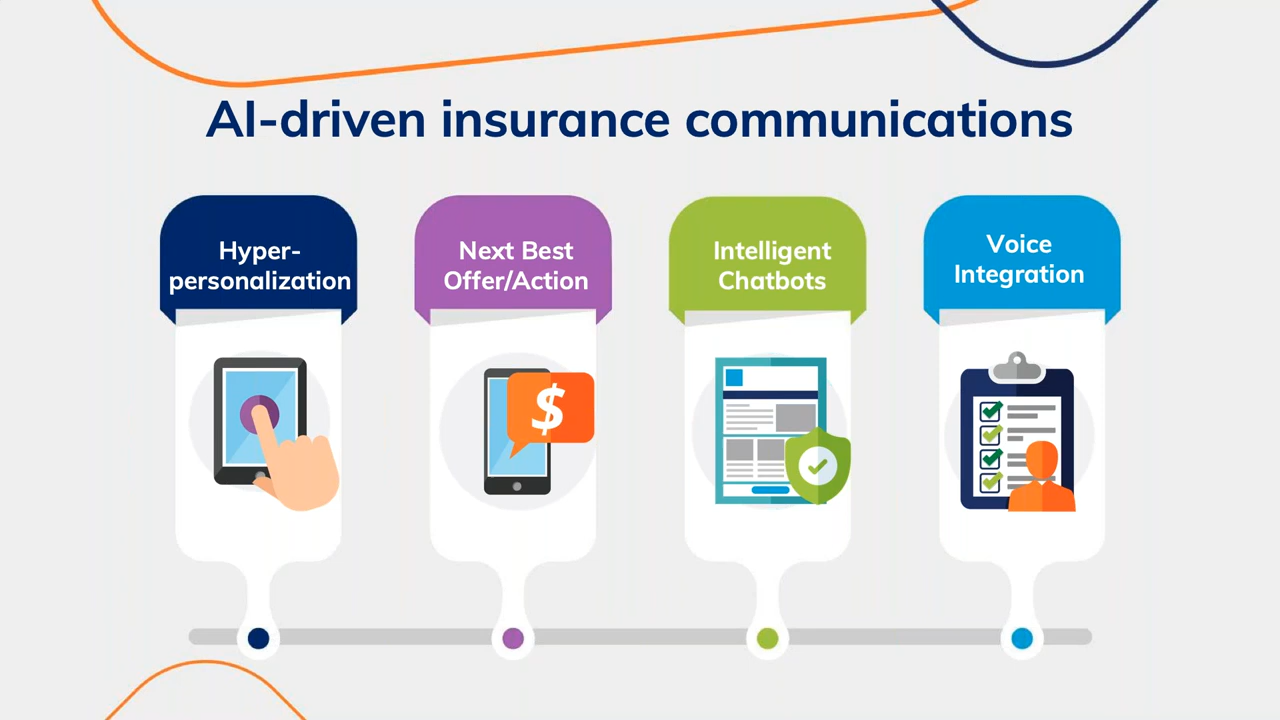 AI-driven insurance communications
Hyper-
personalization
Next Best
Offer/Action
Intelligent
Chatbots
Voice
Integration
$